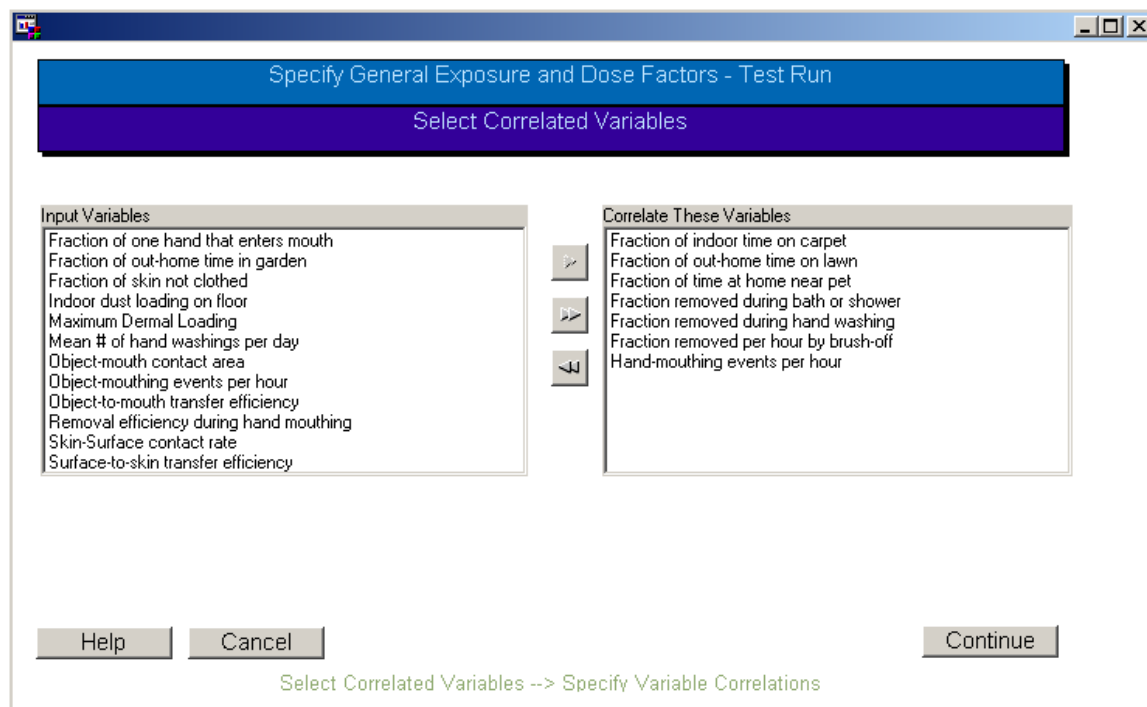 Specify General Exposure and Dose Factors - Test Run
Select Correlated Variables
Input Variables
Fraction of one hand that enters mouth
Fraction of out-home time in garden
Fraction of skin not clothed
Indoor dust loading on floor
Maximum Dermal Loading
Mean # of hand washings per day
Object-mouth contact area
Object-mouthing events per hour
Object-to-mouth transfer efficiency
Removal efficiency during hand mouthing
Skin-Surface contact rate
Surface-to-skin transfer efficiency
Correlate These Variables
Fraction of indoor time on carpet
Fraction of out-home time on lawn
Fraction of time at home near pet
Fraction removed during bath or shower
Fraction removed during hand washing
Fraction removed per hour by brush-off
Hand-mouthing events per hour
Help
Cancel
Continue
Select Correlated Variables --> Specify Variable Correlations